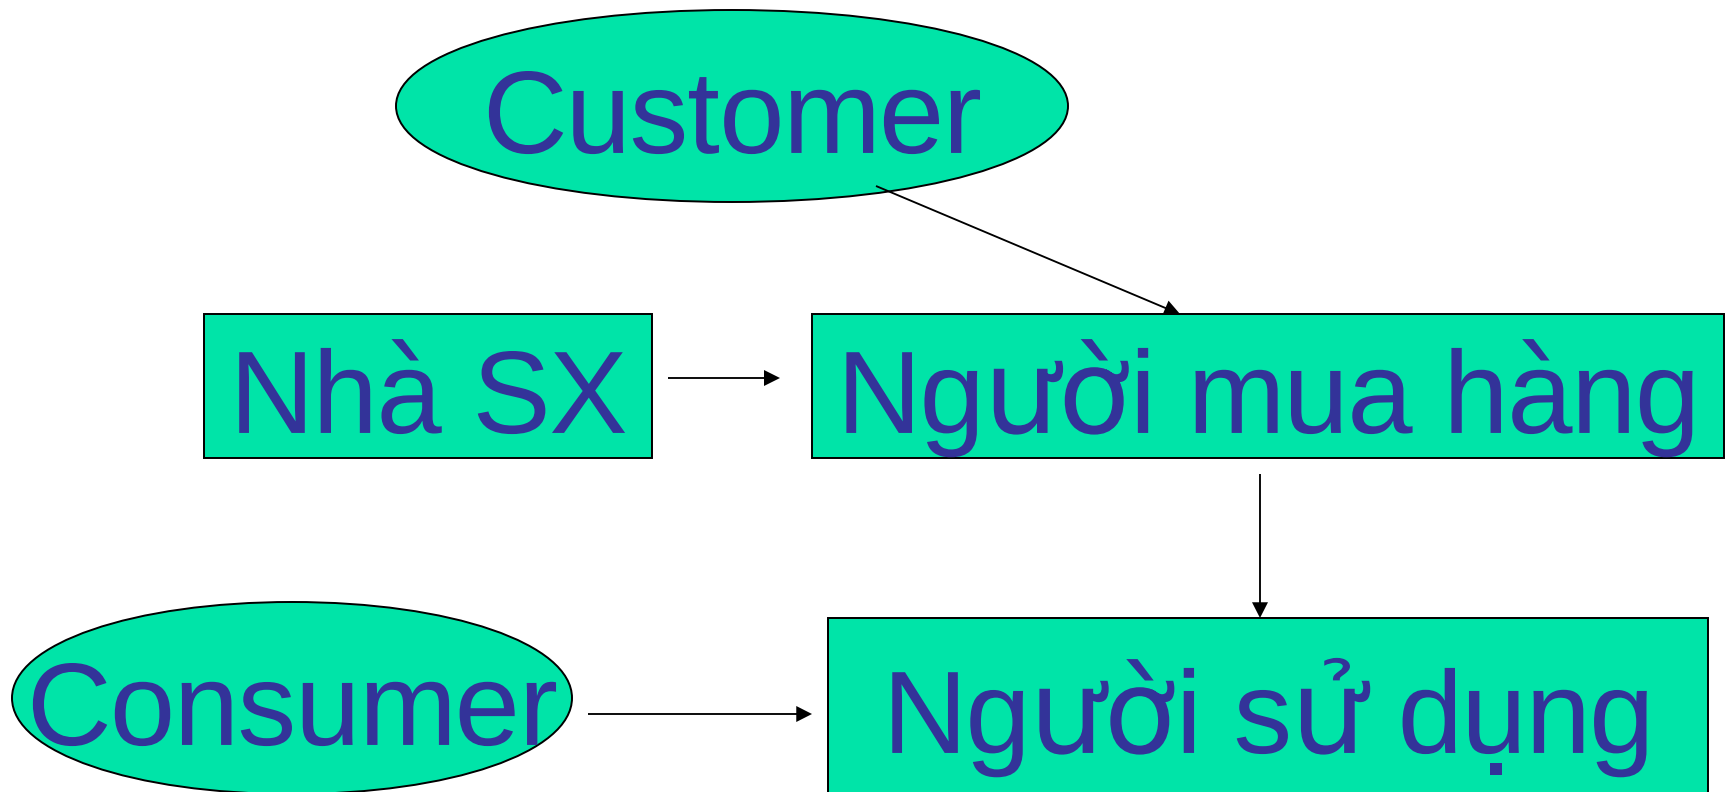 Customer
Nhà SX
Người mua hàng
Consumer
Người sử dụng